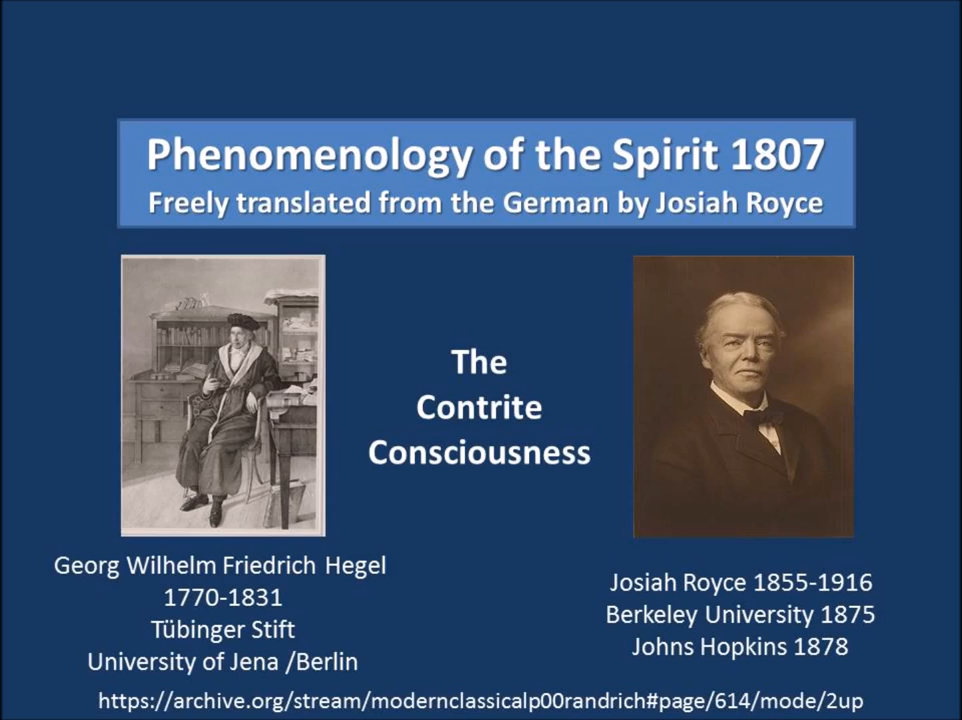 Phenomenology of the Spirit 1807
Freely translated from the German by Josiah Royce
The
Contrite
Consciousness
Georg Wilhelm Friedrich Hegel
1770-1831
Tübinger Stift
University of Jena /Berlin
Josiah Royce 1855-1916
Berkeley University 1875
Johns Hopkins 1878
https://archive.org/stream/modernclassicalp00randrich#page/614/mode/2up